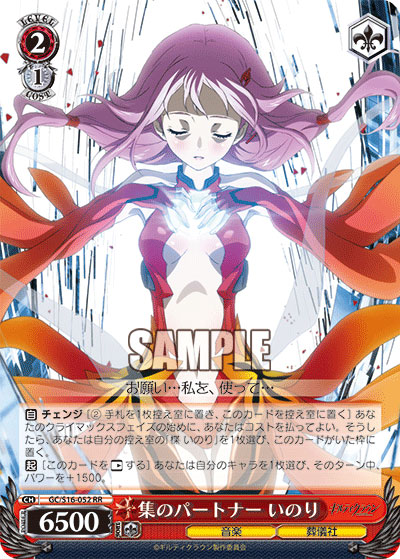 LEVEL
2
1
COST
SAMPLE
お願い…私を、使って…
自 チェンジ [② 手札を1枚控え室に置き、このカードを控え室に置く] あなた
のクライマックスフェイズの始めに、あなたはコストを払ってよい。そうし
たら、あなたは自分の控え室の「楪 いのり」を1枚選び、このカードがいた枠に
置く。
起 [このカードをレストする] あなたは自分のキャラを1枚選び、そのターン中、
パワーを+1500。
CH GC/S16-052 RR
集のパートナー いのり
ギルティクラウン
6500
音楽
葬儀社
©ギルティクラウン製作委員会